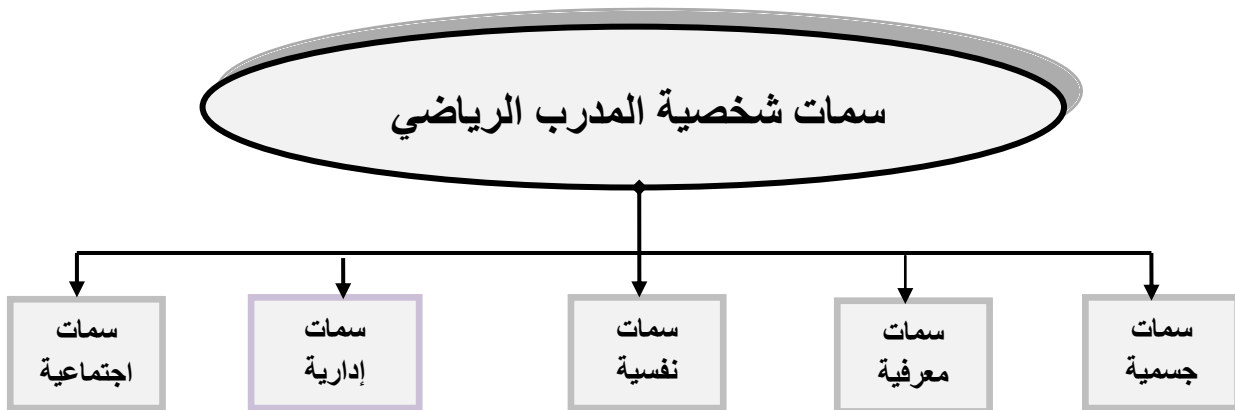 سمات شخصية المدرب الرياضي
سمات
جسمية
سمات
معرفية
سمات
نفسية
سمات
إدارية
سمات
اجتماعية